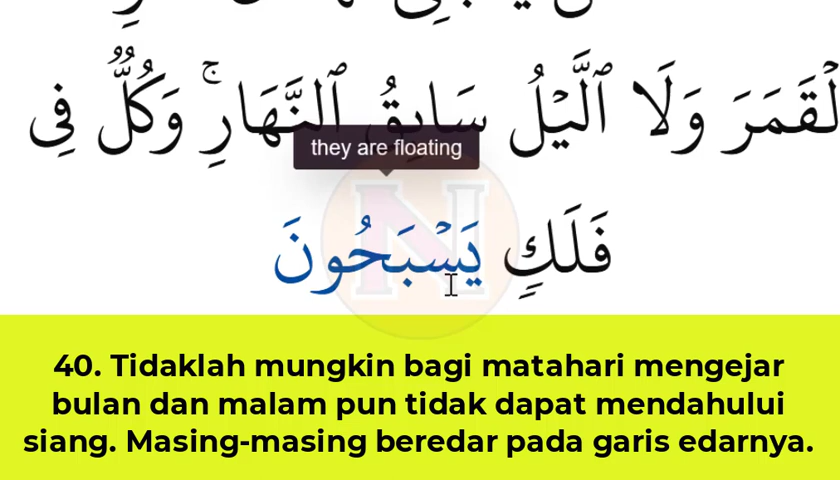 لْقَمَرَ وَلَا ٱلَّيْلُ سَابِقُ ٱلنَّهَارِ ۚ وَكُلٌّ فِى
they are floating
فَلَكٍ يَسْبَحُونَ
N
40. Tidaklah mungkin bagi matahari mengejar
bulan dan malam pun tidak dapat mendahului
siang. Masing-masing beredar pada garis edarnya.